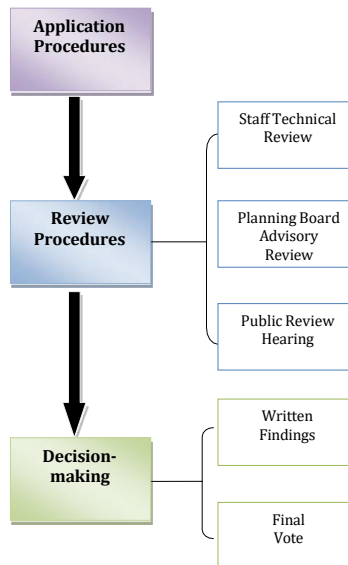 Application
Procedures
Staff Technical
Review
Review
Procedures
Planning Board
Advisory
Review
Public Review
Hearing
Decision-
making
Written
Findings
Final
Vote